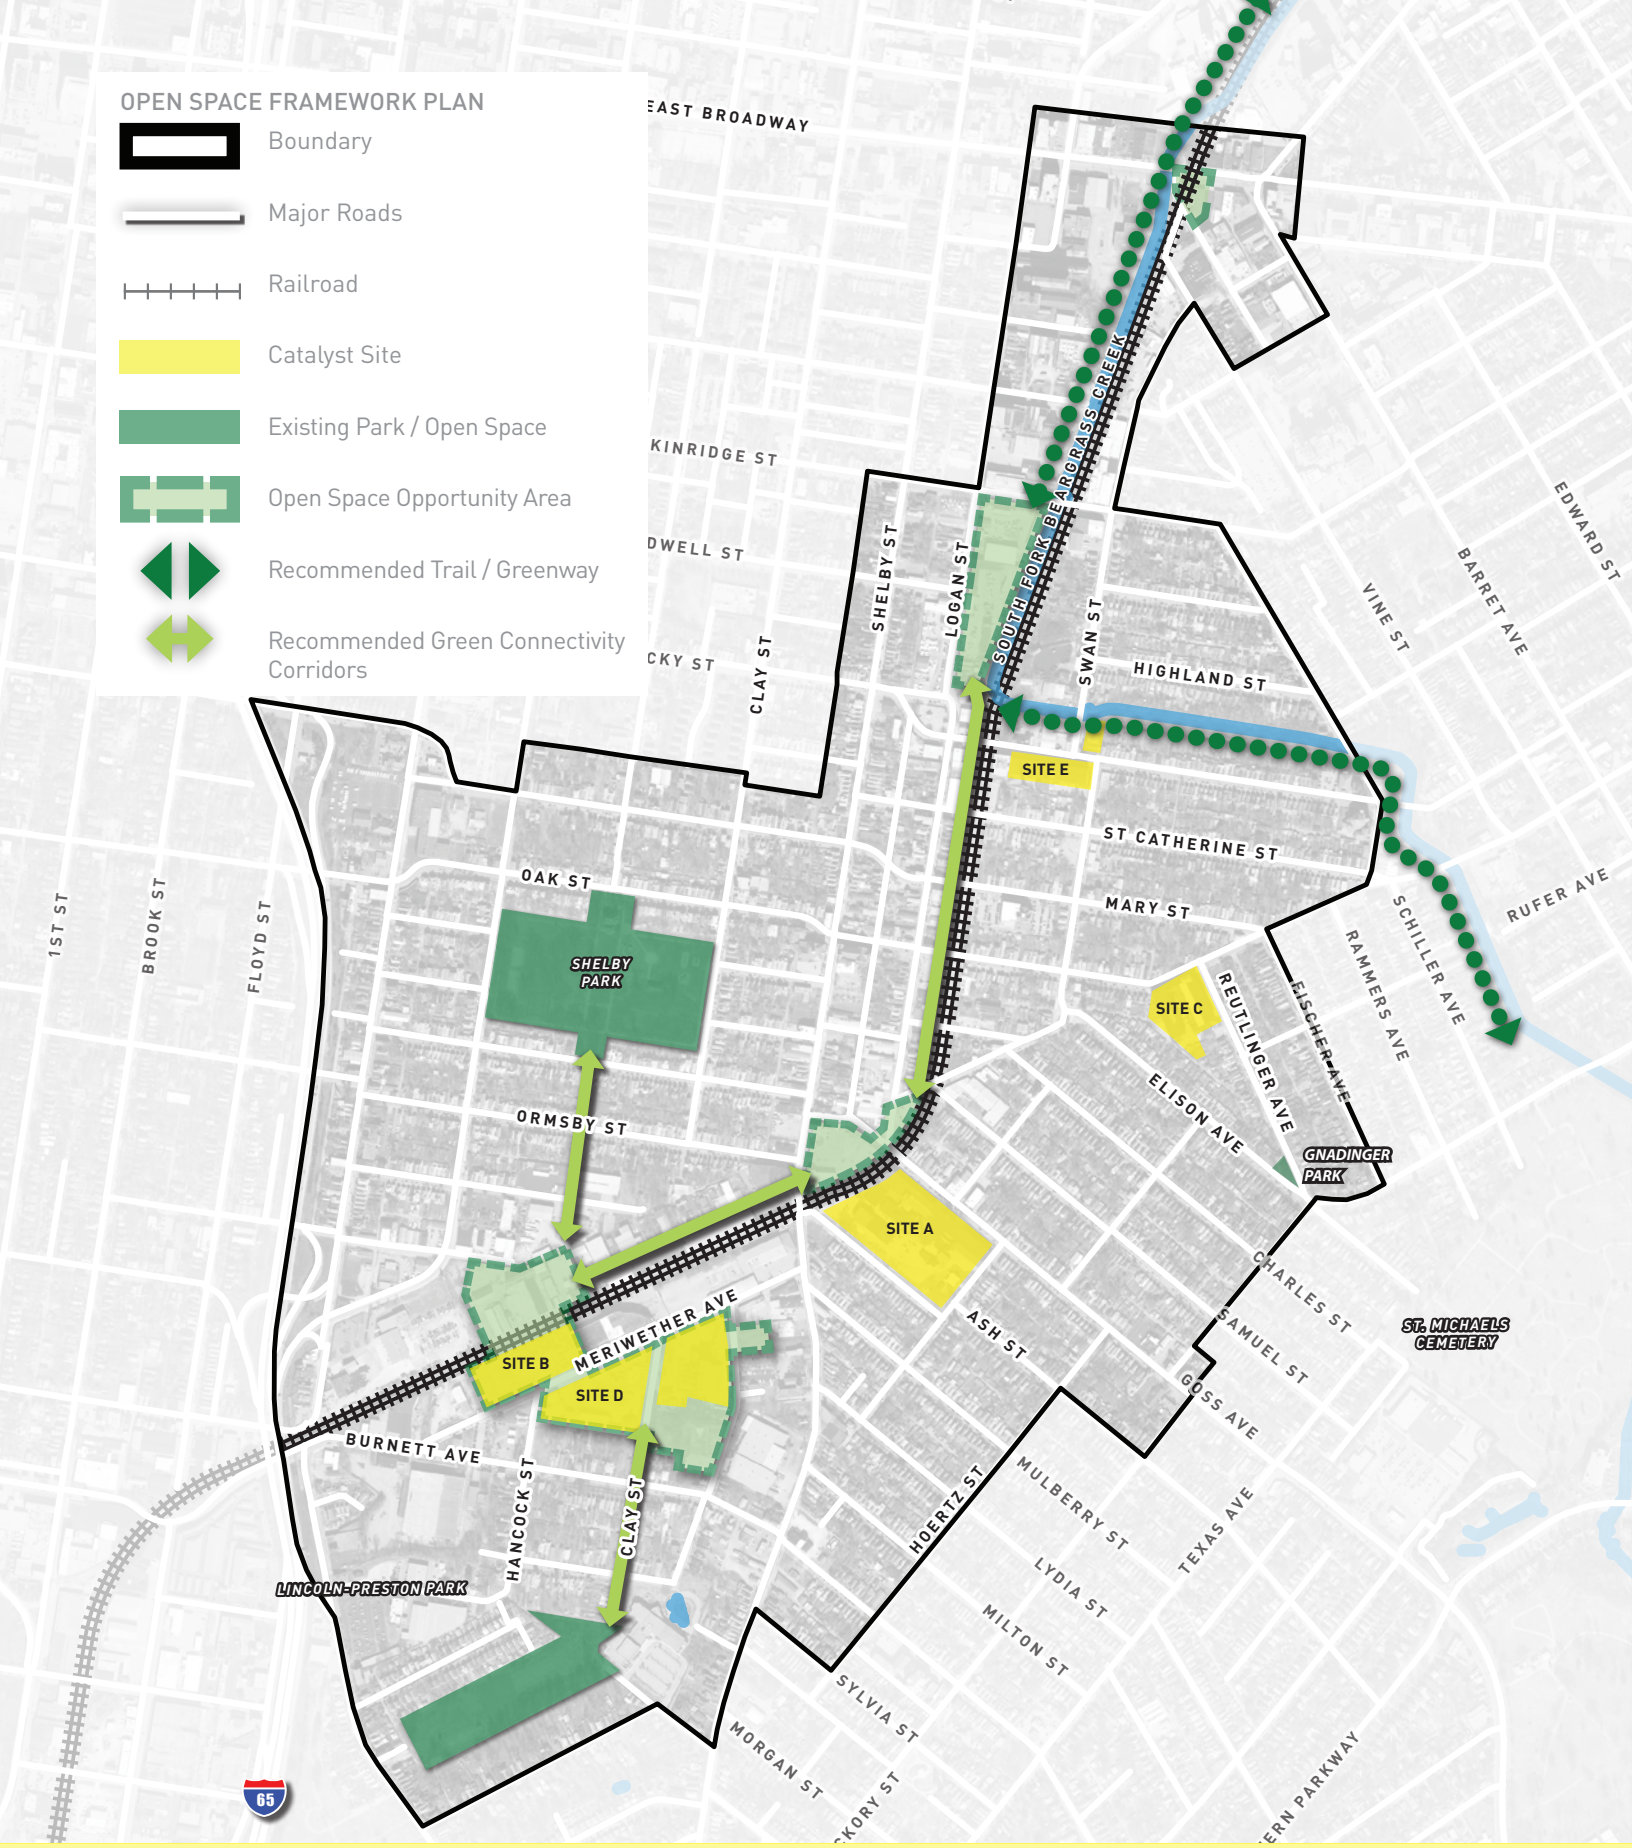 OPEN SPACE FRAMEWORK PLAN
Boundary
Major Roads
Railroad
Catalyst Site
Existing Park / Open Space
Open Space Opportunity Area
Recommended Trail / Greenway
Recommended Green Connectivity
Corridors
EAST BROADWAY
KINRIDGE ST
DWELL ST
CKY ST
CLAY ST
SHELBY ST
LOGAN ST
SOUTH FORK BEARGRASS CREEK
SWAN ST
HIGHLAND ST
VINE ST
BARRET AVE
EDWARD ST
SITE E
ST CATHERINE ST
MARY ST
OAK ST
SHELBY
PARK
1ST ST
BROOK ST
FLOYD ST
SITE C
REUTLINGER AVE
FISCHER AVE
RAMMERS AVE
SCHILLER AVE
RUFER AVE
ELISON AVE
GNADINGER
PARK
ORMSBY ST
SITE A
ASH ST
CHARLES ST
SAMUEL ST
GOSS AVE
ST. MICHAELS
CEMETERY
MERIWETHER AVE
SITE B
SITE D
BURNETT AVE
HANCOCK ST
CLAY ST
HOERTZ ST
MULBERRY ST
TEXAS AVE
LYDIA ST
MILTON ST
LINCOLN-PRESTON PARK
SYLVIA ST
MORGAN ST
CKORY ST
ERN PARKWAY
65